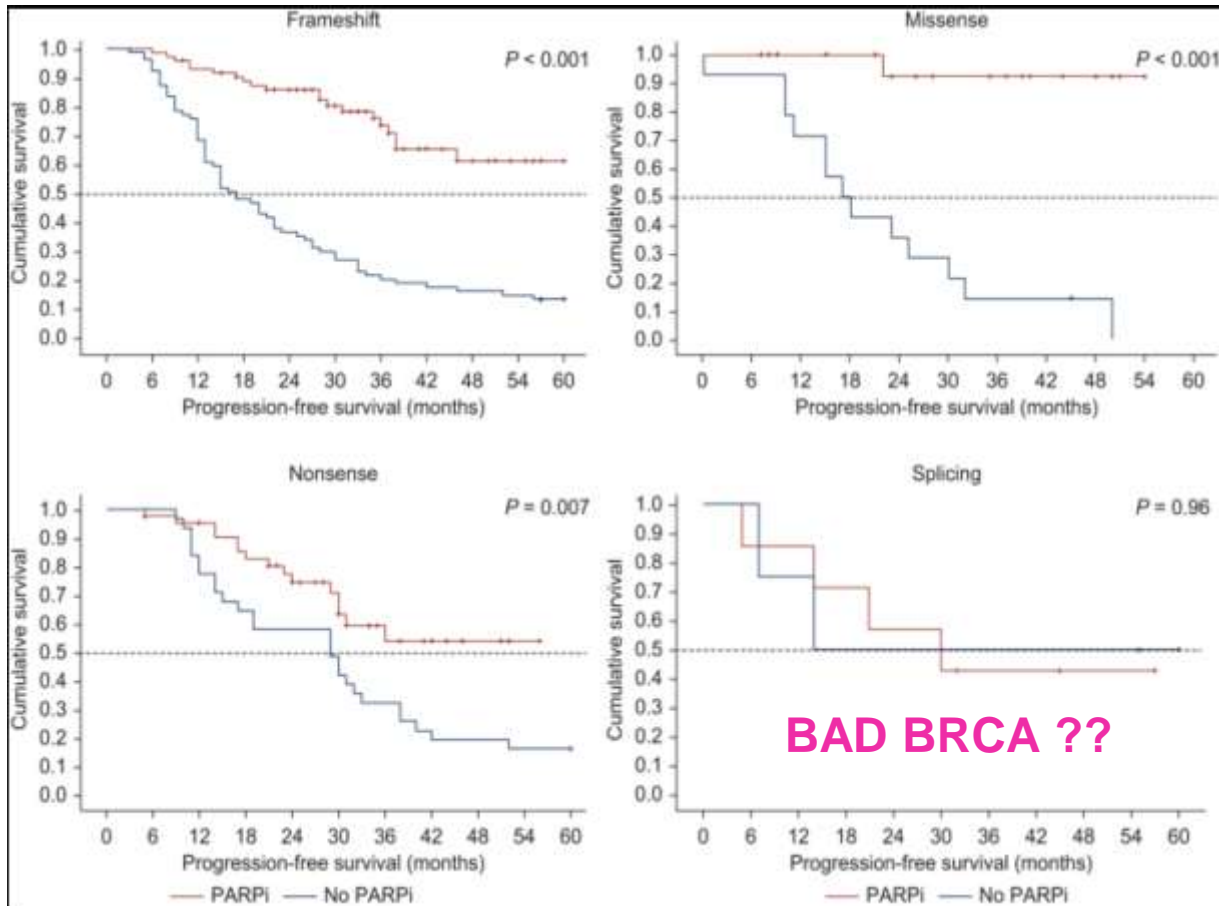 Frameshift
P < 0.001
Cumulative survival
1.0
0.9
0.8
0.7
0.6
0.5
0.4
0.3
0.2
0.1
0.0
0 6 12 18 24 30 36 42 48 54 60
Progression-free survival (months)
Missense
P < 0.001
Cumulative survival
1.0
0.9
0.8
0.7
0.6
0.5
0.4
0.3
0.2
0.1
0.0
0 6 12 18 24 30 36 42 48 54 60
Progression-free survival (months)
Nonsense
P = 0.007
Cumulative survival
1.0
0.9
0.8
0.7
0.6
0.5
0.4
0.3
0.2
0.1
0.0
0 6 12 18 24 30 36 42 48 54 60
Progression-free survival (months)
PARPi No PARPi
Splicing
P = 0.96
Cumulative survival
1.0
0.9
0.8
0.7
0.6
0.5
0.4
0.3
0.2
0.1
0.0
BAD BRCA ??
0 6 12 18 24 30 36 42 48 54 60
Progression-free survival (months)
PARPi No PARPi